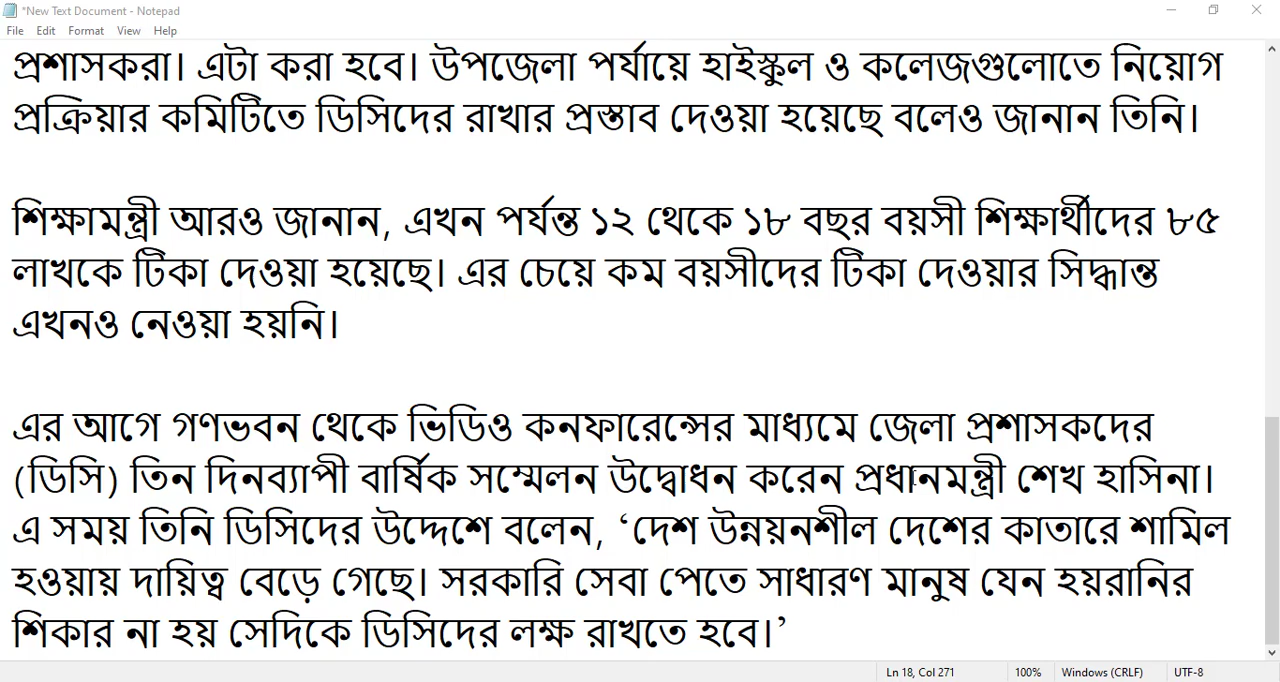 *New Text Document - Notepad
File Edit Format View Help
প্রশাসকরা। এটা করা হবে। উপজেলা পর্যায়ে হাইস্কুল ও কলেজগুলোতে নিয়োগ
প্রক্রিয়ার কমিটিতে ডিসিদের রাখার প্রস্তাব দেওয়া হয়েছে বলেও জানান তিনি।
শিক্ষামন্ত্রী আরও জানান, এখন পর্যন্ত ১২ থেকে ১৮ বছর বয়সী শিক্ষার্থীদের ৮৫
লাখকে টিকা দেওয়া হয়েছে। এর চেয়ে কম বয়সীদের টিকা দেওয়ার সিদ্ধান্ত
এখনও নেওয়া হয়নি।
এর আগে গণভবন থেকে ভিডিও কনফারেন্সের মাধ্যমে জেলা প্রশাসকদের
(ডিসি) তিন দিনব্যাপী বার্ষিক সম্মেলন উদ্বোধন করেন প্রধানমন্ত্রী শেখ হাসিনা।
এ সময় তিনি ডিসিদের উদ্দেশে বলেন, ‘দেশ উন্নয়নশীল দেশের কাতারে শামিল
হওয়ায় দায়িত্ব বেড়ে গেছে। সরকারি সেবা পেতে সাধারণ মানুষ যেন হয়রানির
শিকার না হয় সেদিকে ডিসিদের লক্ষ রাখতে হবে।’
Ln 18, Col 271 100% Windows (CRLF) UTF-8